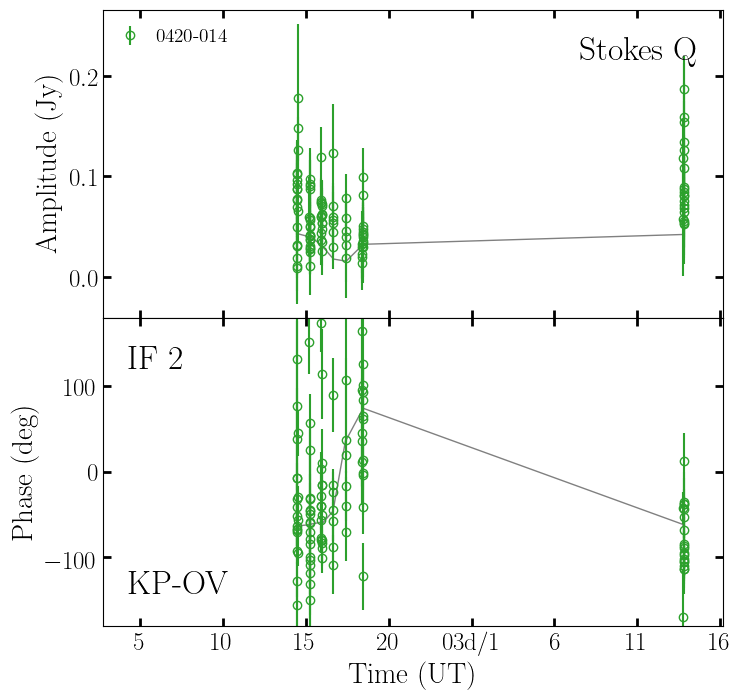 0420-014
Stokes Q
Amplitude (Jy)
0.2
0.1
0.0
IF 2
Phase (deg)
100
0
−100
KP-OV
5 10 15 20 03d/1 6 11 16
Time (UT)